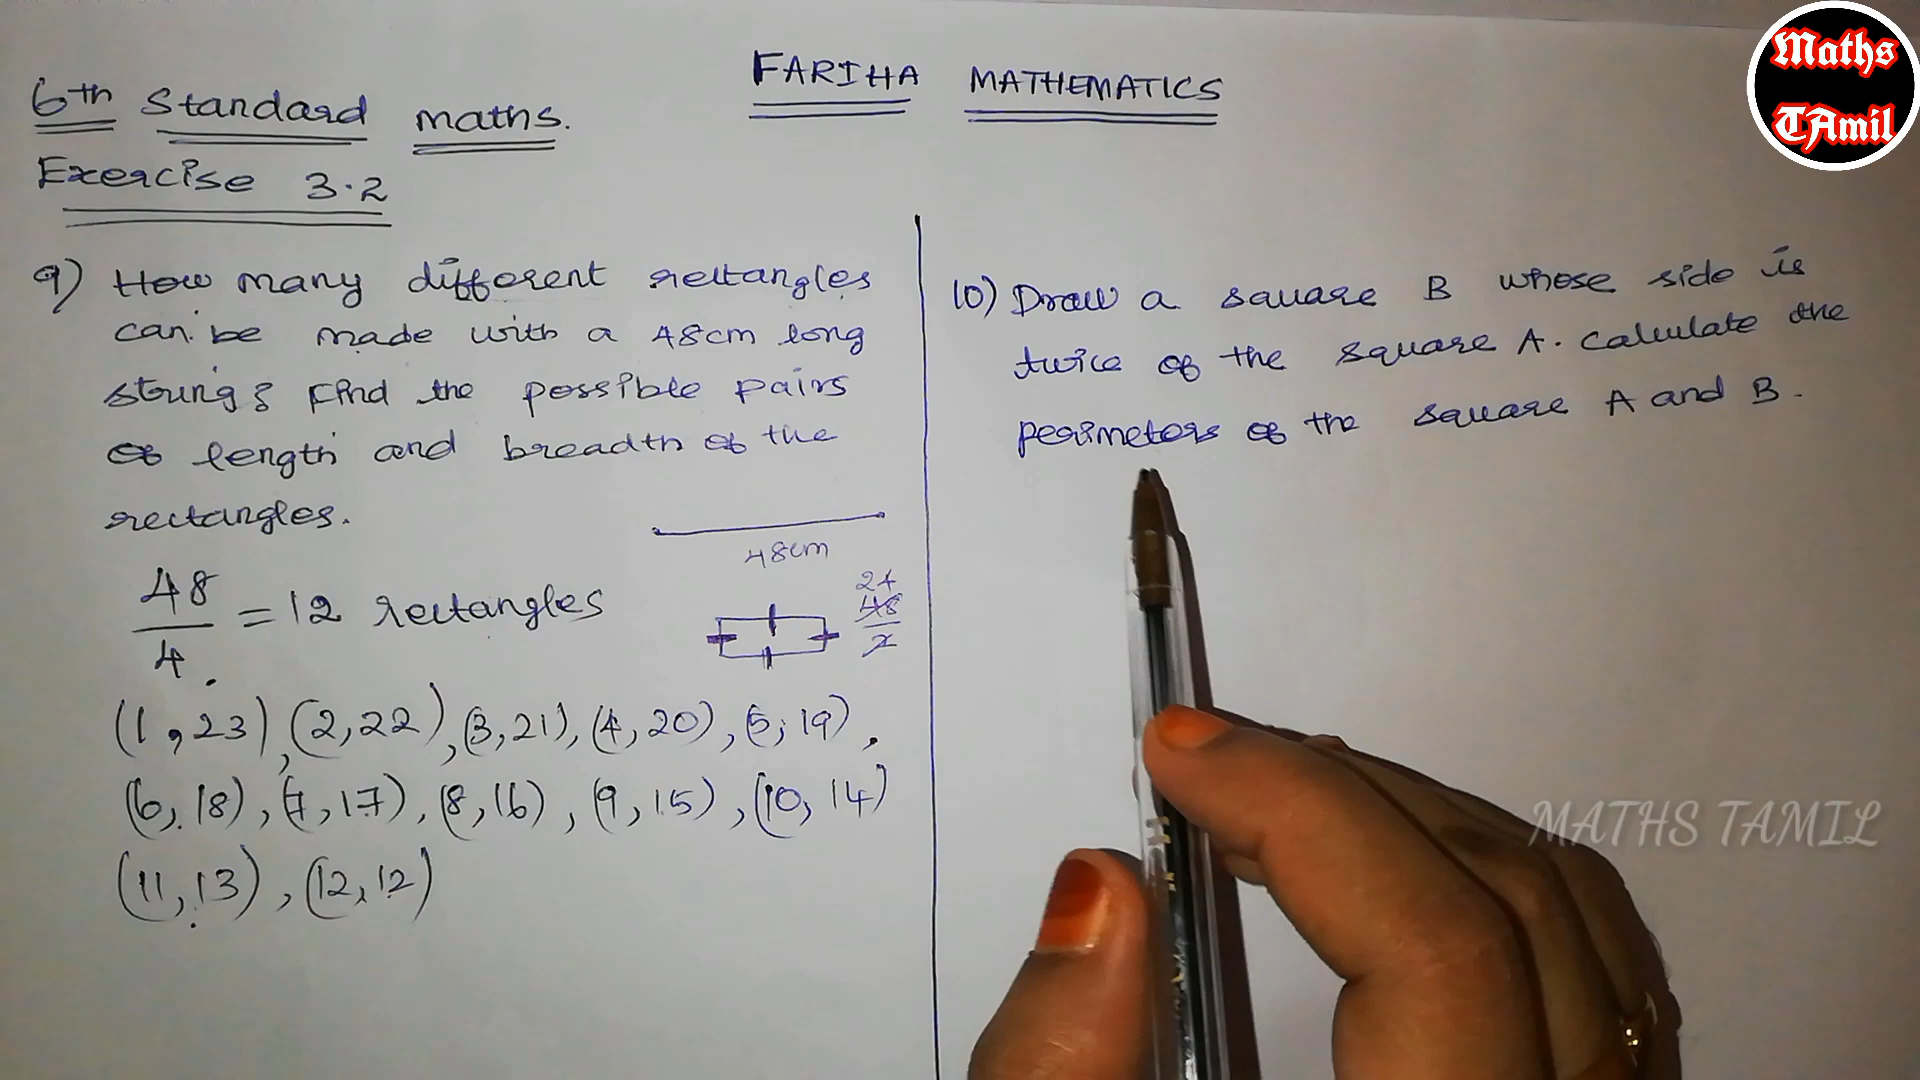 FARIHA MATHEMATICS
Maths
TAmil
6th Standard maths.
Exercise 3.2
9) How many different rectangles
can be made with a 48cm long
string? Find the possible pairs
of length and breadth of the
rectangles.
48cm
48
4
= 12 rectangles
24
48
2
(1,23), (2,22), (3,21), (4,20), (5,19),
(6,18), (7,17), (8,16), (9,15), (10,14)
(11,13), (12,12)
10) Draw a square B whose side is
twice of the square A. calculate the
perimeters of the square A and B.
MATHS TAMIL